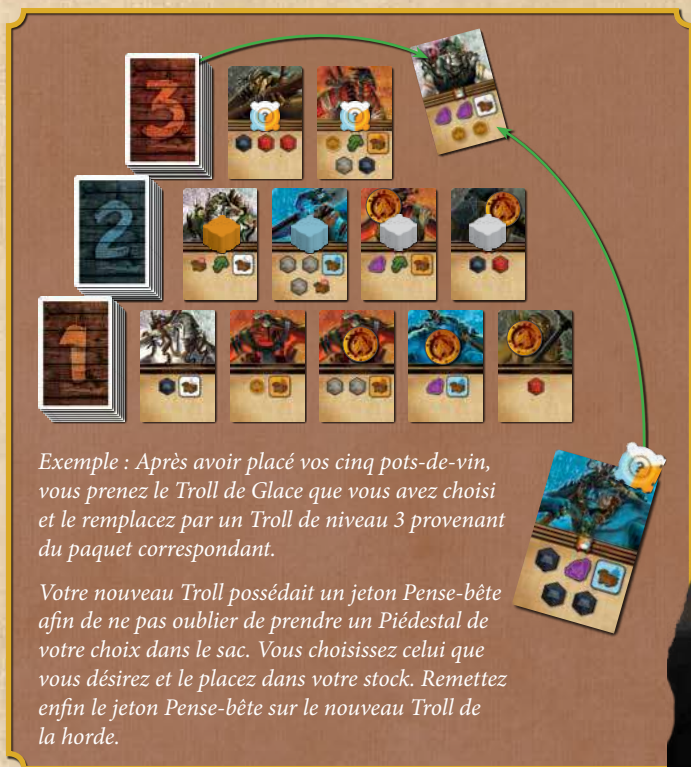 3
2
1
Exemple : Après avoir placé vos cinq pots-de-vin,
vous prenez le Troll de Glace que vous avez choisi
et le remplacez par un Troll de niveau 3 provenant
du paquet correspondant.
Votre nouveau Troll possédait un jeton Pense-bête
afin de ne pas oublier de prendre un Piédestal de
votre choix dans le sac. Vous choisissez celui que
vous désirez et le placez dans votre stock. Remettez
enfin le jeton Pense-bête sur le nouveau Troll de
la horde.